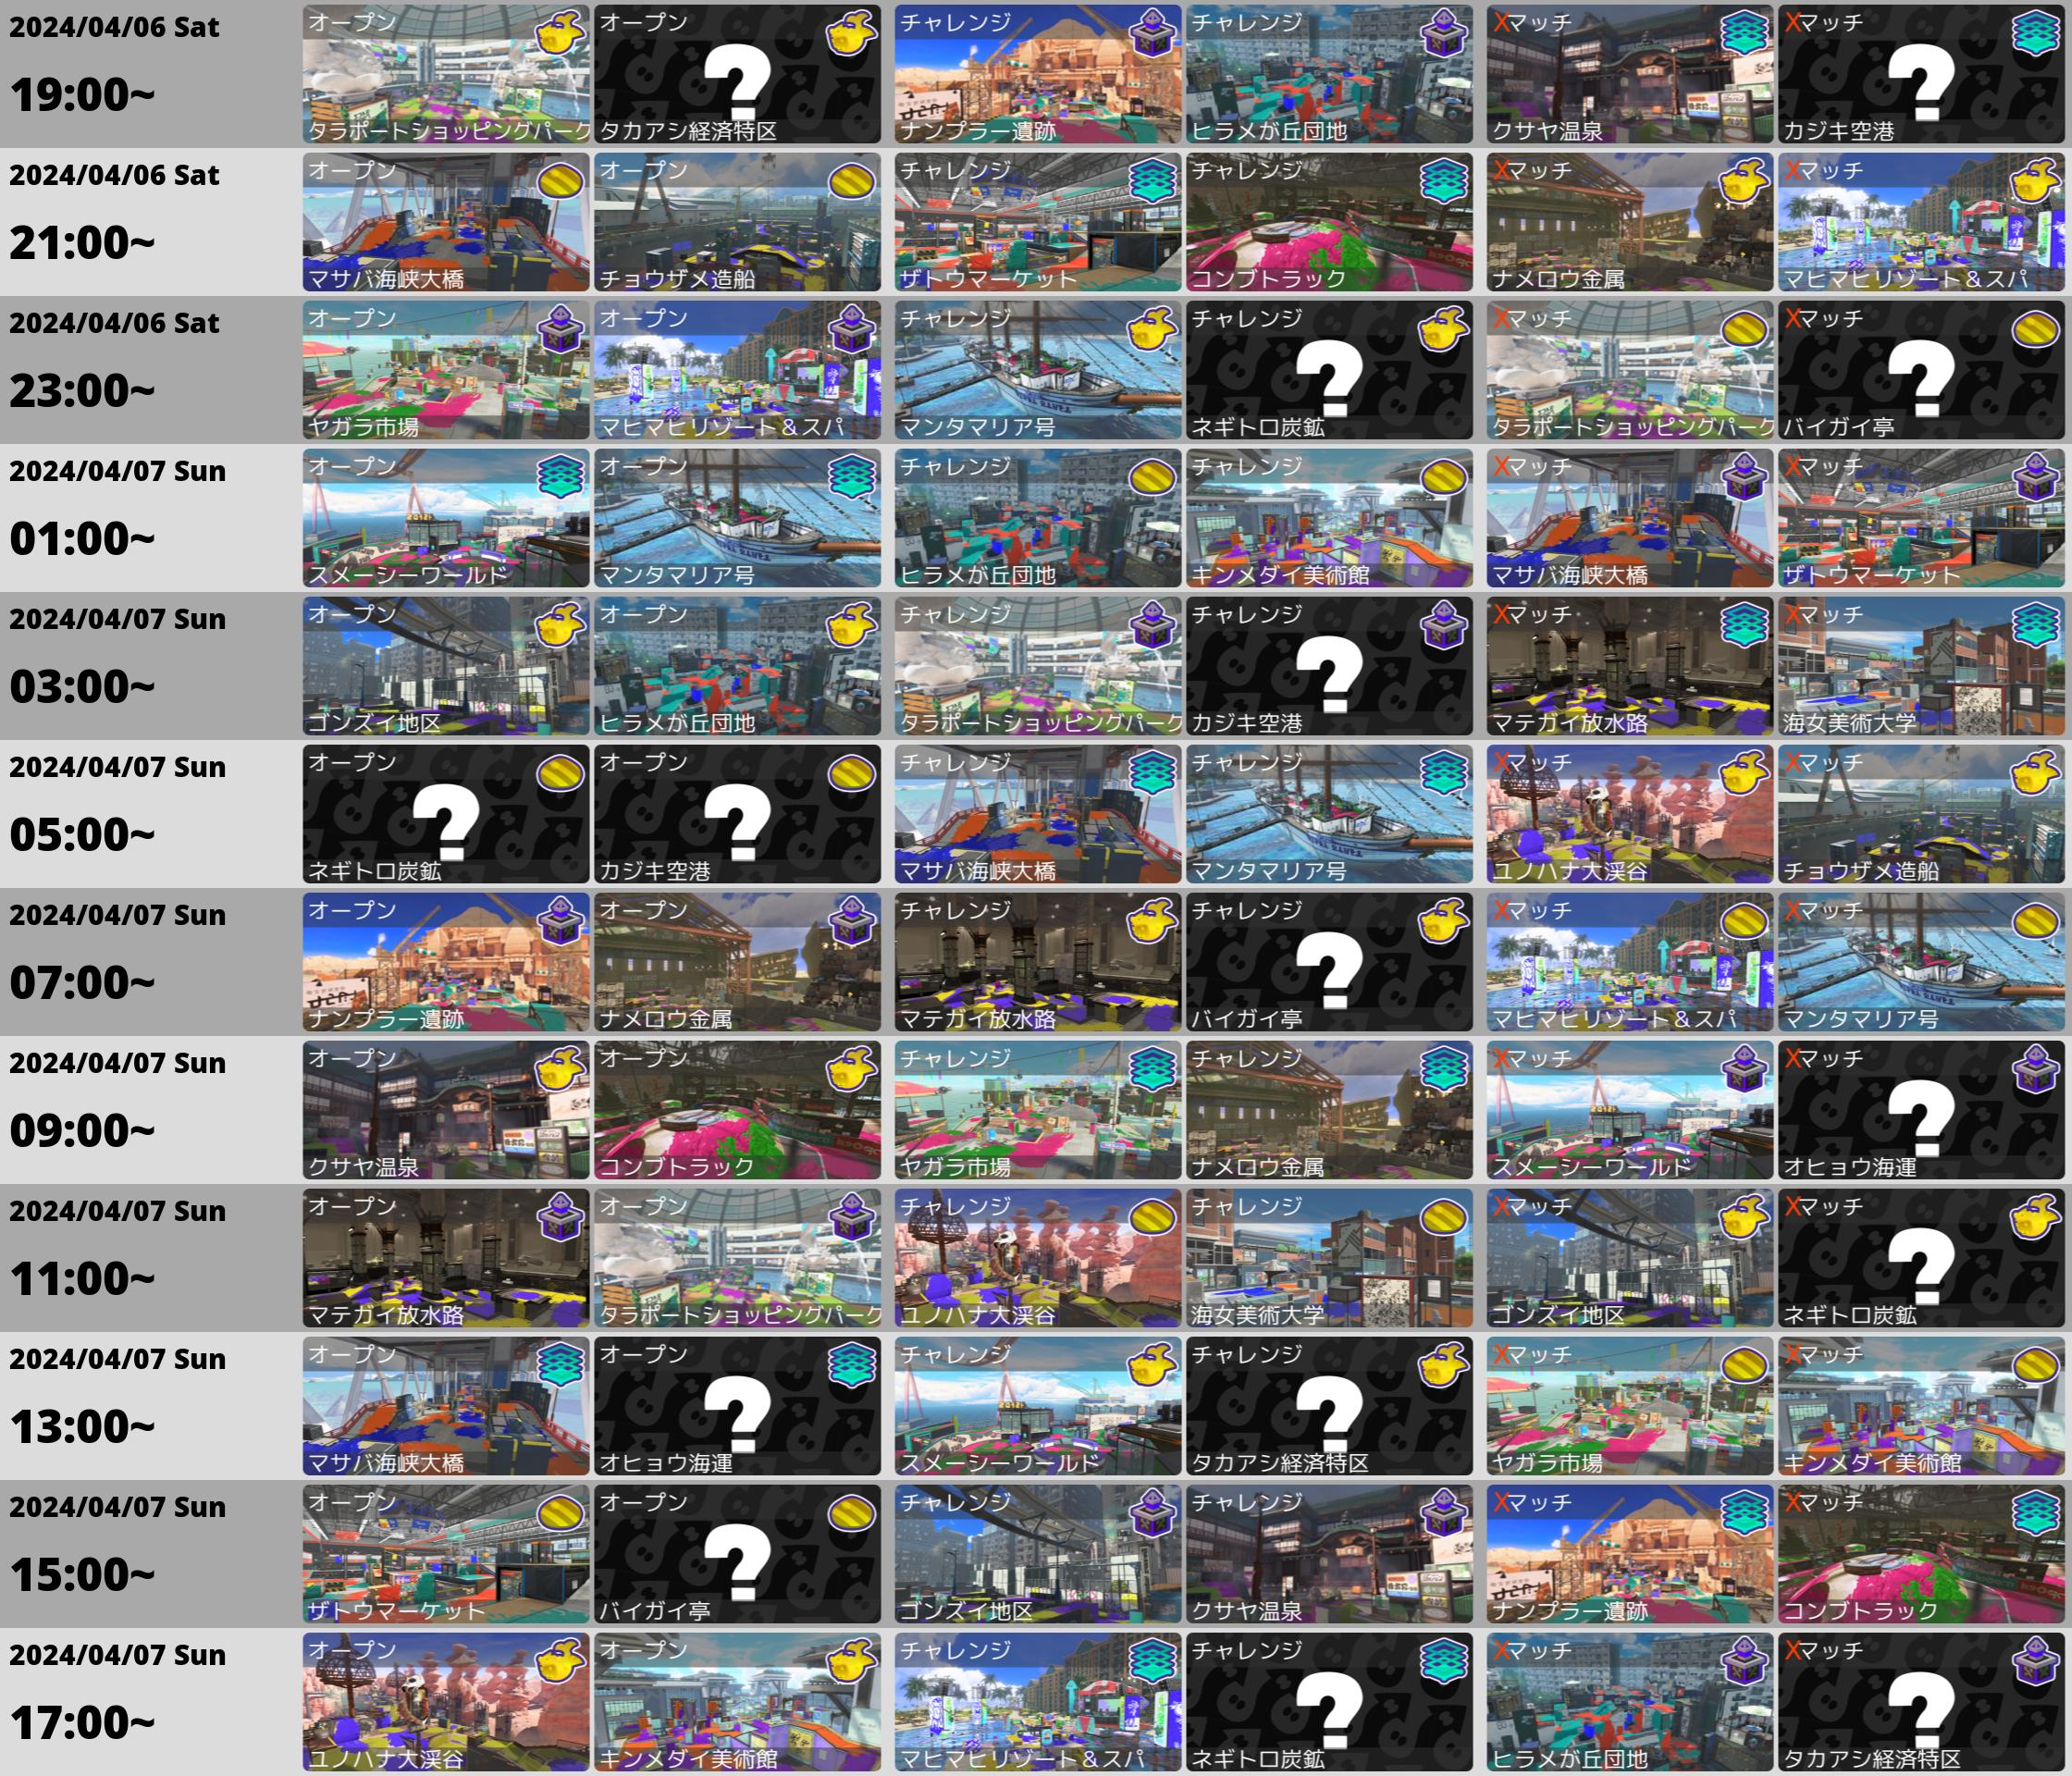 2024/04/06 Sat
19:00~
オープン
タラポートショッピングパーク
オープン
タカアシ経済特区
チャレンジ
ナンプラー遺跡
チャレンジ
ヒラメが丘団地
Xマッチ
クサヤ温泉
Xマッチ
カジキ空港
2024/04/06 Sat
21:00~
オープン
マサバ海峡大橋
オープン
チョウザメ造船
チャレンジ
ザトウマーケット
チャレンジ
コンブトラック
Xマッチ
ナメロウ金属
Xマッチ
マヒマヒリゾート＆スパ
2024/04/06 Sat
23:00~
オープン
ヤガラ市場
オープン
マヒマヒリゾート＆スパ
チャレンジ
マンタマリア号
チャレンジ
ネギトロ炭鉱
Xマッチ
タラポートショッピングパーク
Xマッチ
バイガイ亭
2024/04/07 Sun
01:00~
オープン
スメーシーワールド
オープン
マンタマリア号
チャレンジ
ヒラメが丘団地
チャレンジ
キンメダイ美術館
Xマッチ
マサバ海峡大橋
Xマッチ
ザトウマーケット
2024/04/07 Sun
03:00~
オープン
ゴンズイ地区
オープン
ヒラメが丘団地
チャレンジ
タラポートショッピングパーク
チャレンジ
カジキ空港
Xマッチ
マテガイ放水路
Xマッチ
海女美術大学
2024/04/07 Sun
05:00~
オープン
ネギトロ炭鉱
オープン
カジキ空港
チャレンジ
マサバ海峡大橋
チャレンジ
マンタマリア号
Xマッチ
ユノハナ大渓谷
Xマッチ
チョウザメ造船
2024/04/07 Sun
07:00~
オープン
ナンプラー遺跡
オープン
ナメロウ金属
チャレンジ
マテガイ放水路
チャレンジ
バイガイ亭
Xマッチ
マヒマヒリゾート＆スパ
Xマッチ
マンタマリア号
2024/04/07 Sun
09:00~
オープン
クサヤ温泉
オープン
コンブトラック
チャレンジ
ヤガラ市場
チャレンジ
ナメロウ金属
Xマッチ
スメーシーワールド
Xマッチ
オヒョウ海運
2024/04/07 Sun
11:00~
オープン
マテガイ放水路
オープン
タラポートショッピングパーク
チャレンジ
ユノハナ大渓谷
チャレンジ
海女美術大学
Xマッチ
ゴンズイ地区
Xマッチ
ネギトロ炭鉱
2024/04/07 Sun
13:00~
オープン
マサバ海峡大橋
オープン
オヒョウ海運
チャレンジ
スメーシーワールド
チャレンジ
タカアシ経済特区
Xマッチ
ヤガラ市場
Xマッチ
キンメダイ美術館
2024/04/07 Sun
15:00~
オープン
ザトウマーケット
オープン
バイガイ亭
チャレンジ
ゴンズイ地区
チャレンジ
クサヤ温泉
Xマッチ
ナンプラー遺跡
Xマッチ
コンブトラック
2024/04/07 Sun
17:00~
オープン
ユノハナ大渓谷
オープン
キンメダイ美術館
チャレンジ
マヒマヒリゾート＆スパ
チャレンジ
ネギトロ炭鉱
Xマッチ
ヒラメが丘団地
Xマッチ
タカアシ経済特区